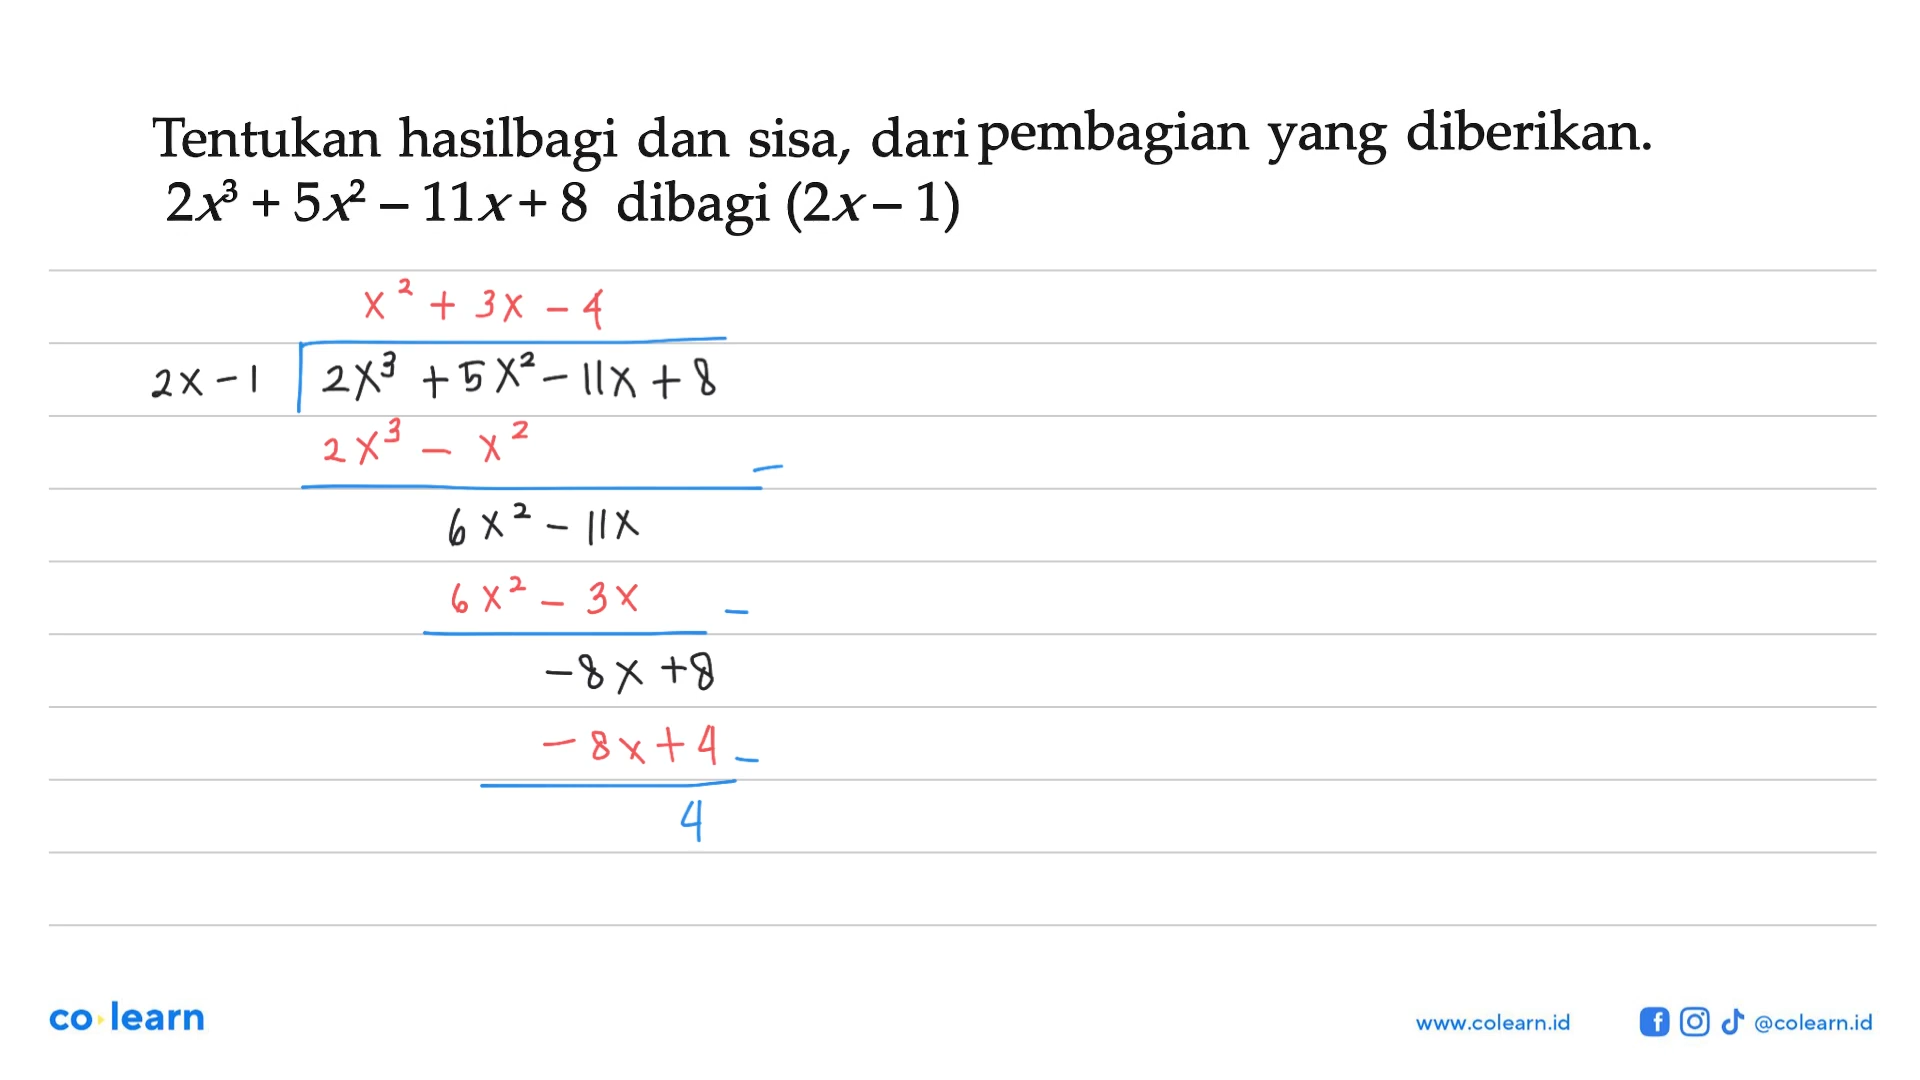 Tentukan hasilbagi dan sisa, dari pembagian yang diberikan.
2x³ + 5x² – 11x + 8 dibagi (2x – 1)
x² + 3x – 4
2x – 1 2x³ + 5x² – 11x + 8
2x³ – x²
–
6x² – 11x
6x² – 3x –
–8x +8
–8x + 4 –
4
co learn
www.colearn.id
@colearn.id